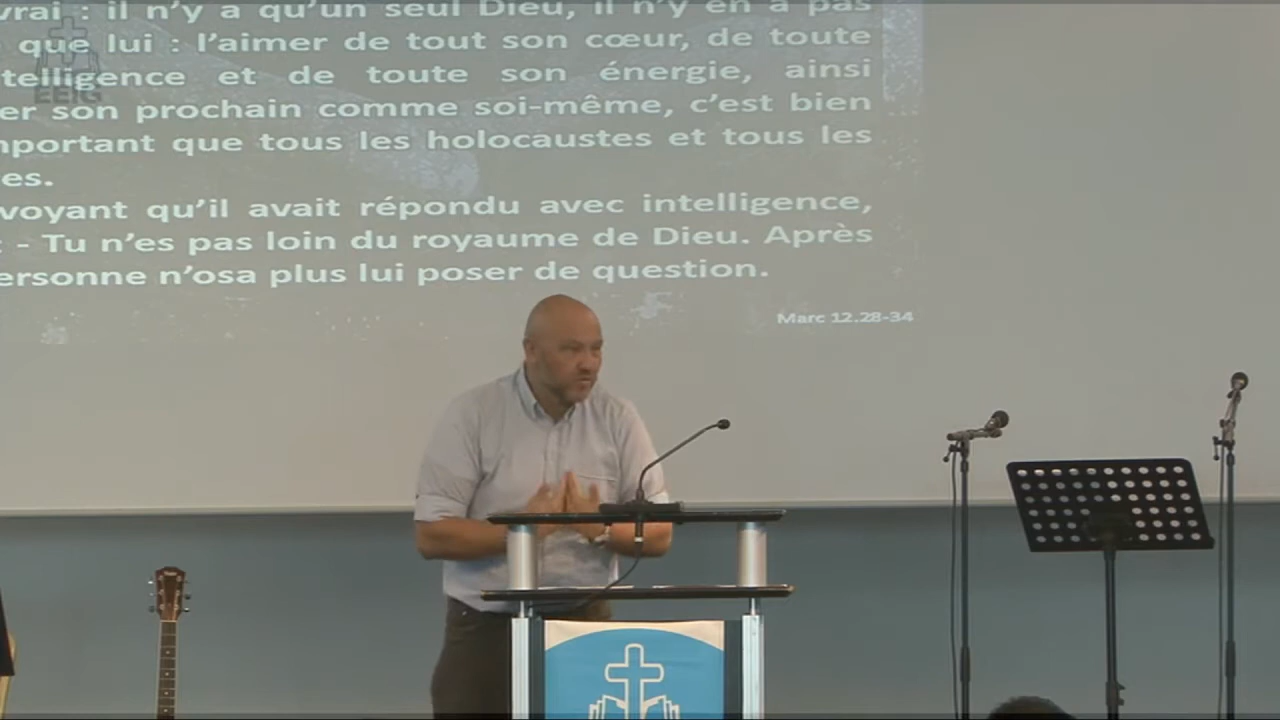 vrai : il n’y a qu’un seul Dieu, il n’y en a pas
que lui : l’aimer de tout son cœur, de toute
telligence et de toute son énergie, ainsi
er son prochain comme soi-même, c’est bien
mportant que tous les holocaustes et tous les
es.
voyant qu’il avait répondu avec intelligence,
: - Tu n’es pas loin du royaume de Dieu. Après
ersonne n’osa plus lui poser de question.
Marc 12.28-34
EEIG